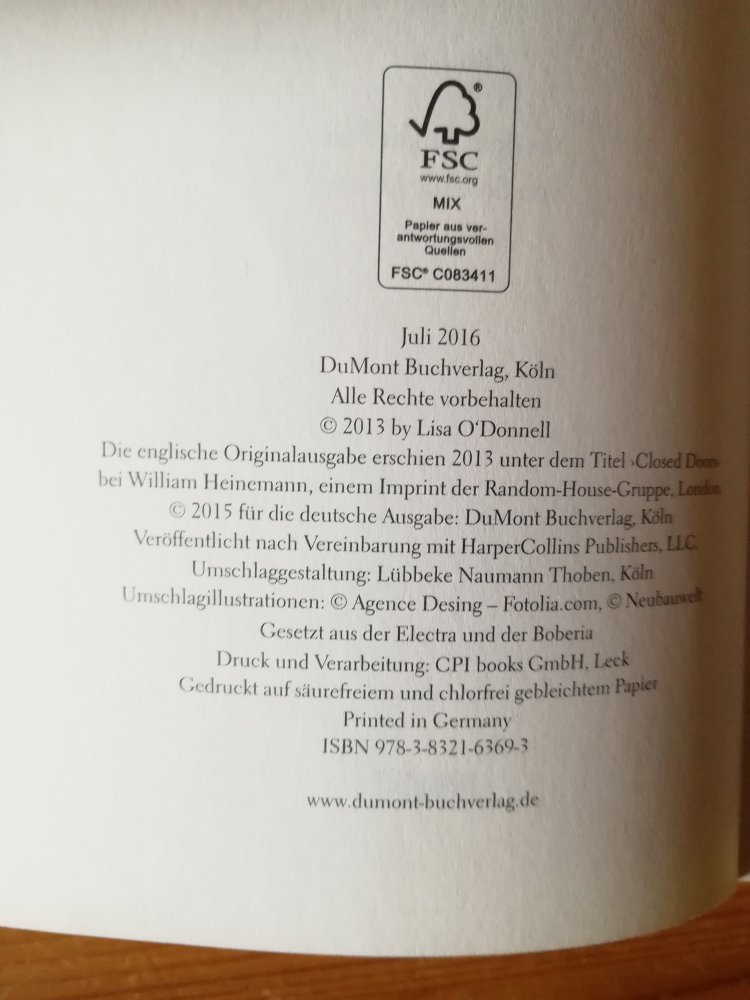 ®
FSC
www.fsc.org
MIX
Papier aus ver-
antwortungsvollen
Quellen
FSC® C083411
Juli 2016
DuMont Buchverlag, Köln
Alle Rechte vorbehalten
© 2013 by Lisa O‘Donnell
Die englische Originalausgabe erschien 2013 unter dem Titel ›Closed Doors‹
bei William Heinemann, einem Imprint der Random-House-Gruppe, London.
© 2015 für die deutsche Ausgabe: DuMont Buchverlag, Köln
Veröffentlicht nach Vereinbarung mit HarperCollins Publishers, LLC.
Umschlaggestaltung: Lübbeke Naumann Thoben, Köln
Umschlagillustrationen: © Agence Desing – Fotolia.com, © Neubauwelt
Gesetzt aus der Electra und der Boberia
Druck und Verarbeitung: CPI books GmbH, Leck
Gedruckt auf säurefreiem und chlorfrei gebleichtem Papier
Printed in Germany
ISBN 978-3-8321-6369-3
www.dumont-buchverlag.de